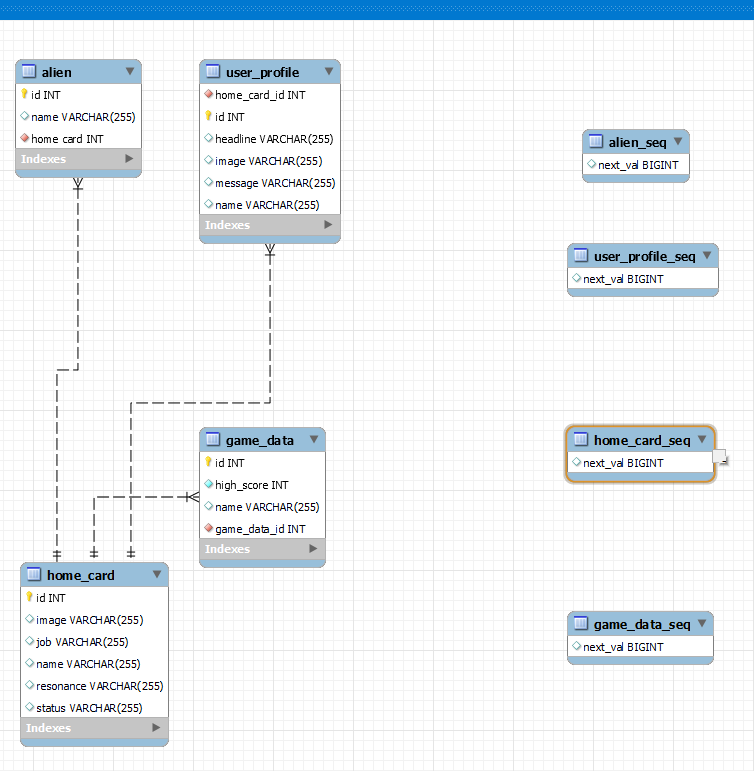 alien
id INT
name VARCHAR(255)
home card INT
Indexes
user_profile
home_card_id INT
id INT
headline VARCHAR(255)
image VARCHAR(255)
message VARCHAR(255)
name VARCHAR(255)
Indexes
alien_seq
next_val BIGINT
user_profile_seq
next_val BIGINT
game_data
id INT
high_score INT
name VARCHAR(255)
game_data_id INT
Indexes
home_card_seq
next_val BIGINT
home_card
id INT
image VARCHAR(255)
job VARCHAR(255)
name VARCHAR(255)
resonance VARCHAR(255)
status VARCHAR(255)
Indexes
game_data_seq
next_val BIGINT